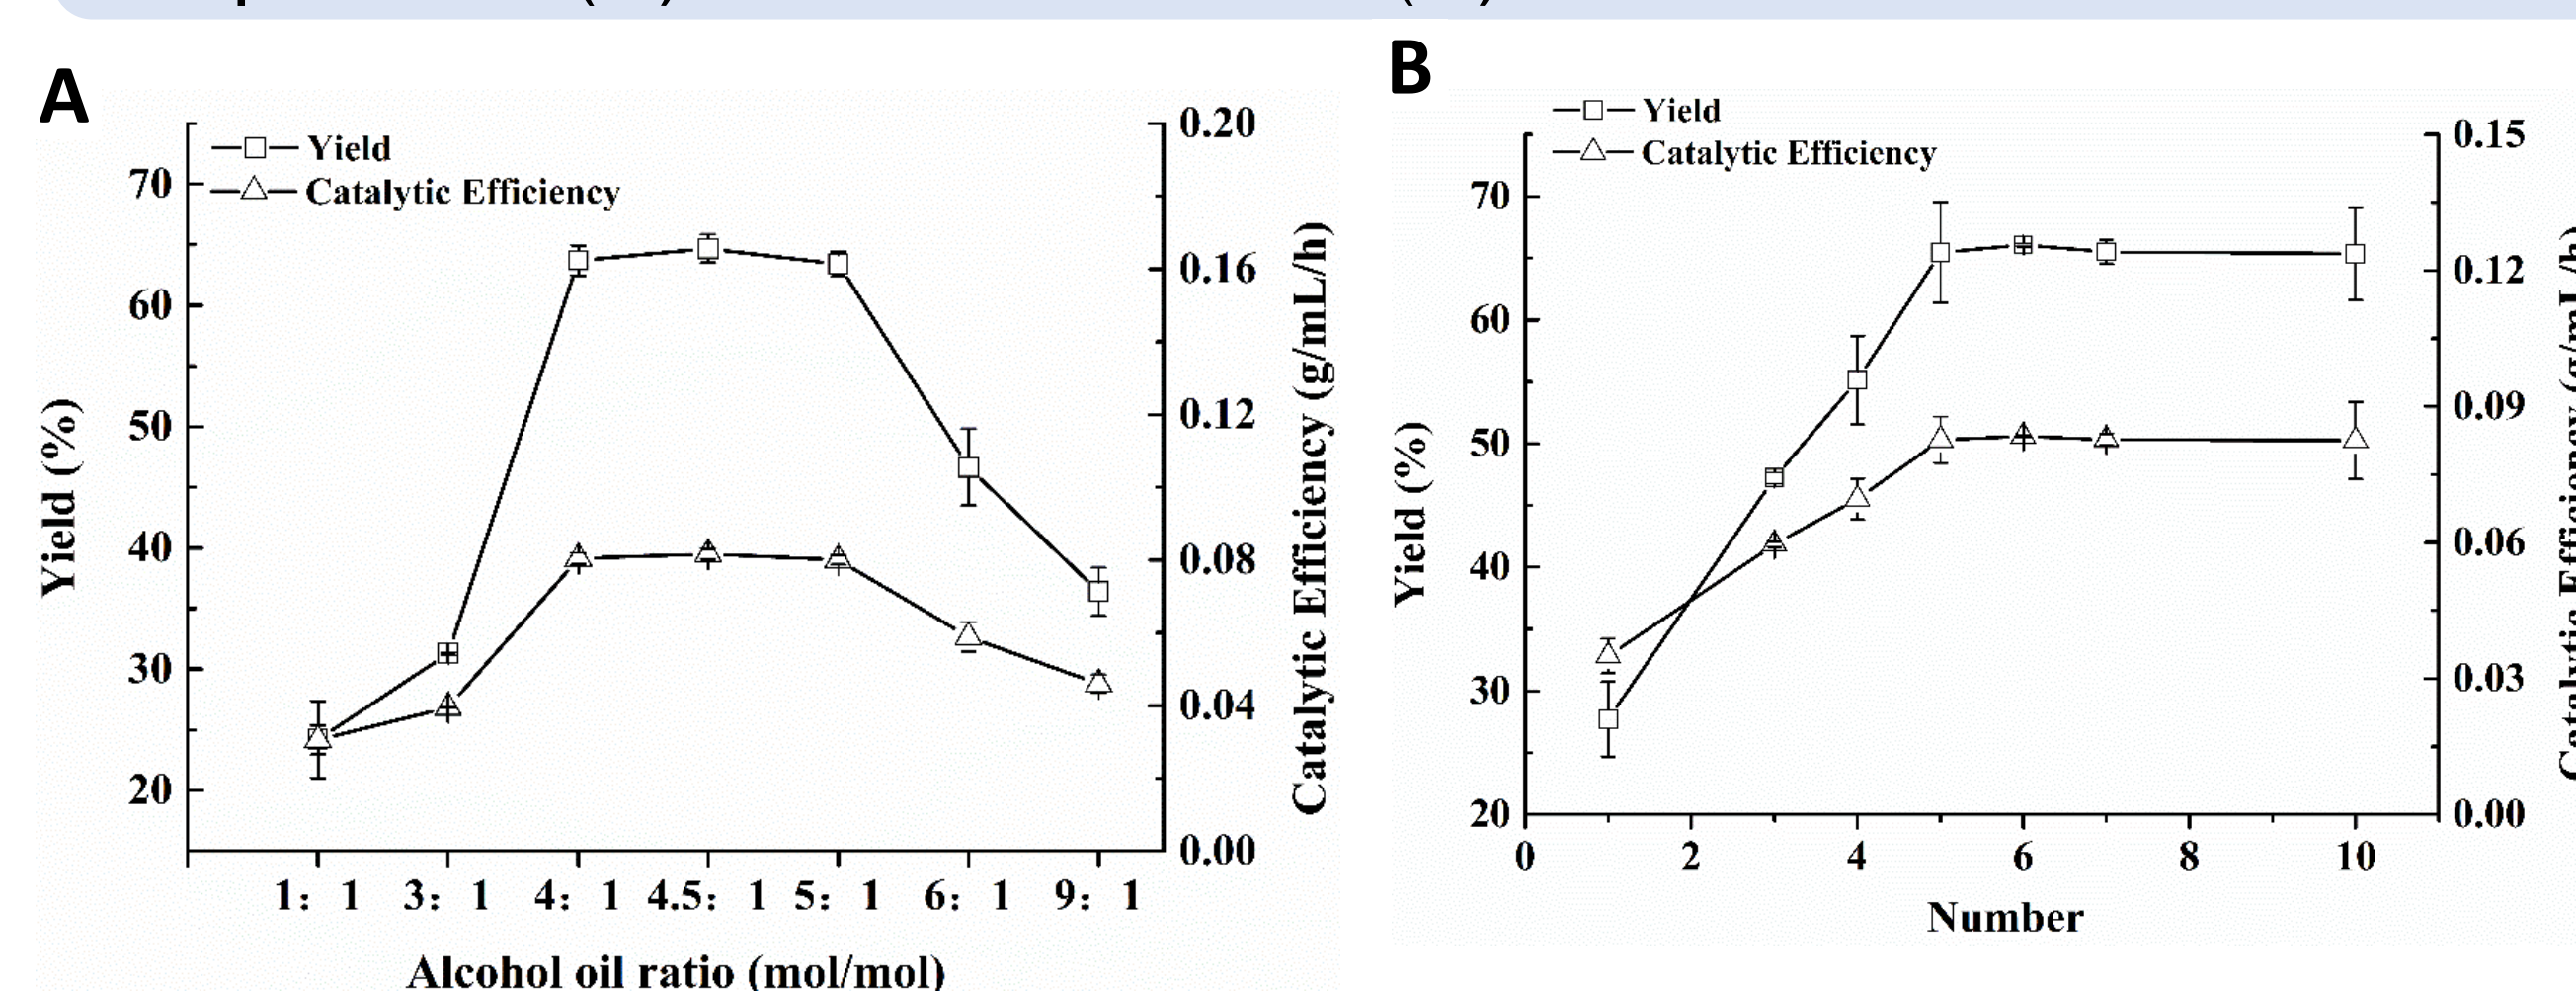 A
Yield
Catalytic Efficiency
70
60
50
40
30
20
Yield (%)
0.20
0.16
0.12
0.08
0.04
0.00
Catalytic Efficiency (g/mL/h)
1: 1 3: 1 4: 1 4.5: 1 5: 1 6: 1 9: 1
Alcohol oil ratio (mol/mol)
B
Yield
Catalytic Efficiency
70
60
50
40
30
20
Yield (%)
0.15
0.12
0.09
0.06
0.03
0.00
Catalytic Efficiency (g/mL/h)
0 2 4 6 8 10
Number